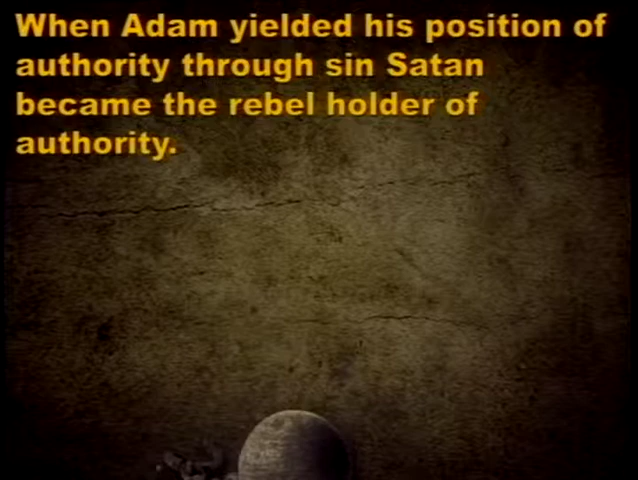 When Adam yielded his position of
authority through sin Satan
became the rebel holder of
authority.